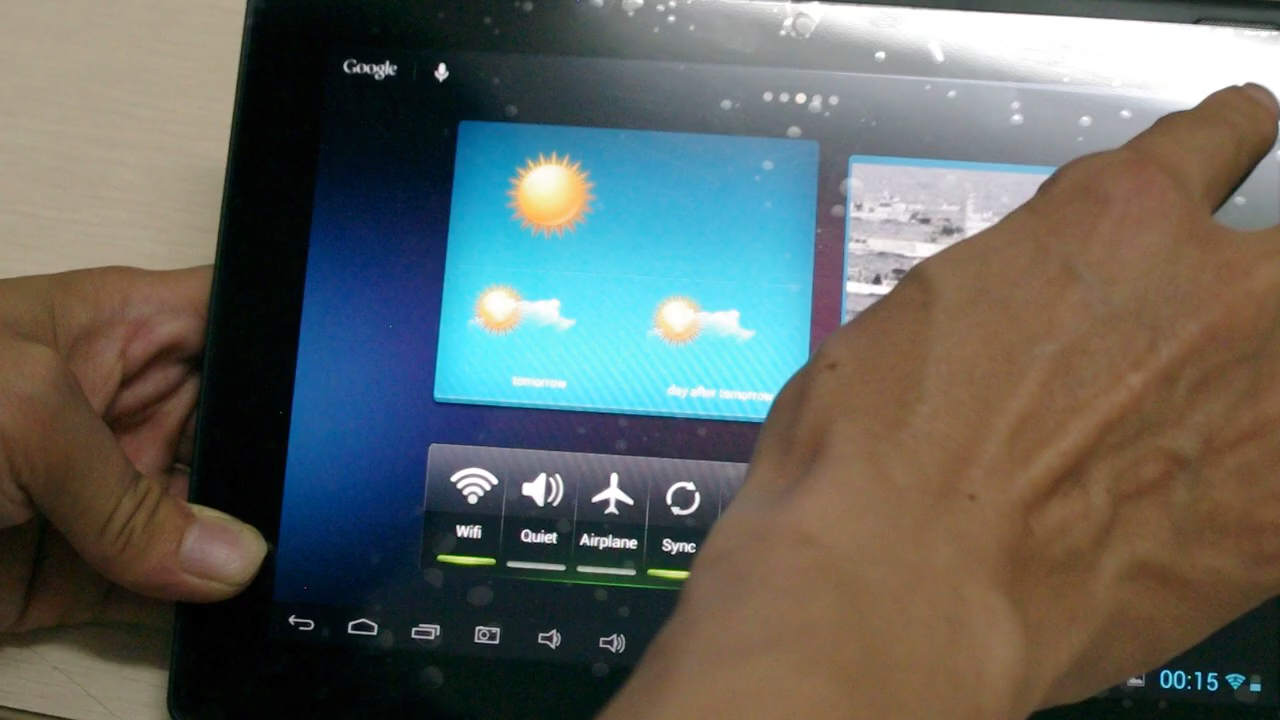 Google
tomorrow
day after tomorrow
Wifi
Quiet
Airplane
Sync
00:15